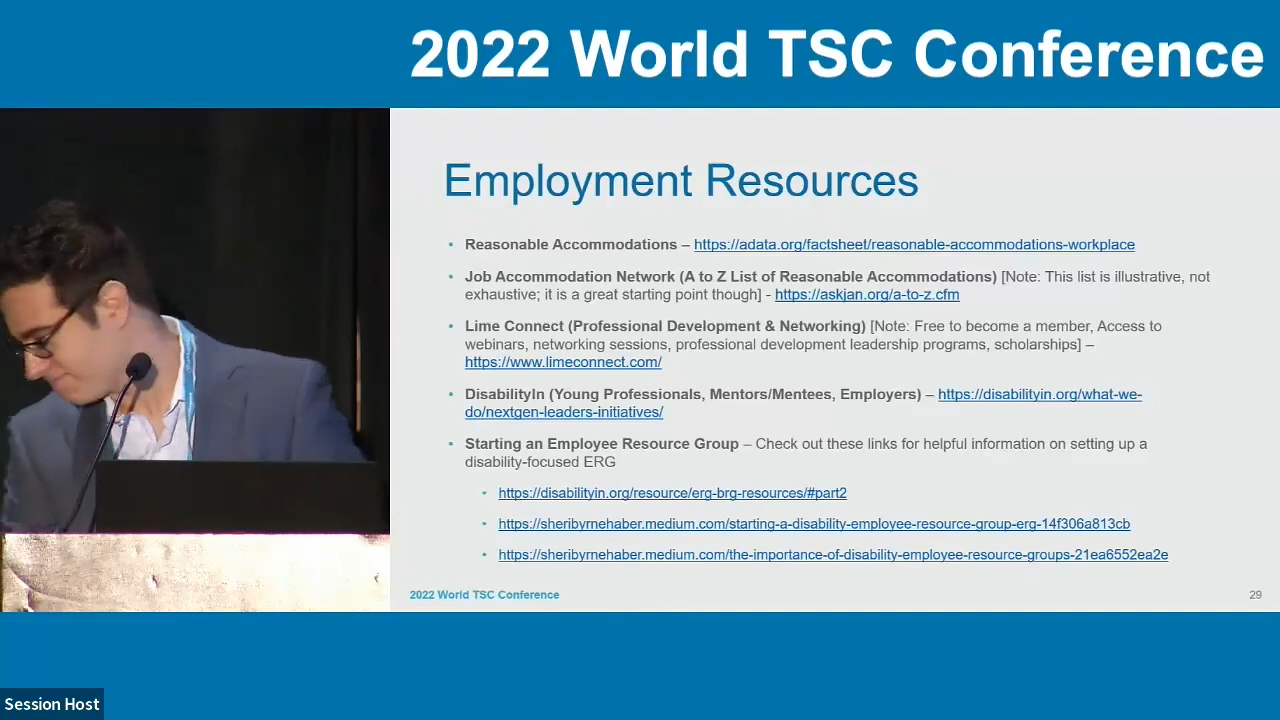 2022 World TSC Conference
Employment Resources
• Reasonable Accommodations – https://adata.org/factsheet/reasonable-accommodations-workplace
• Job Accommodation Network (A to Z List of Reasonable Accommodations) [Note: This list is illustrative, not
exhaustive; it is a great starting point though] - https://askjan.org/a-to-z.cfm
• Lime Connect (Professional Development & Networking) [Note: Free to become a member, Access to
webinars, networking sessions, professional development leadership programs, scholarships] –
https://www.limeconnect.com/
• DisabilityIn (Young Professionals, Mentors/Mentees, Employers) – https://disabilityin.org/what-we-
do/nextgen-leaders-initiatives/
• Starting an Employee Resource Group – Check out these links for helpful information on setting up a
disability-focused ERG
• https://disabilityin.org/resource/erg-brg-resources/#part2
• https://sheribyrnehaber.medium.com/starting-a-disability-employee-resource-group-erg-14f306a813cb
• https://sheribyrnehaber.medium.com/the-importance-of-disability-employee-resource-groups-21ea6552ea2e
2022 World TSC Conference
29
Session Host